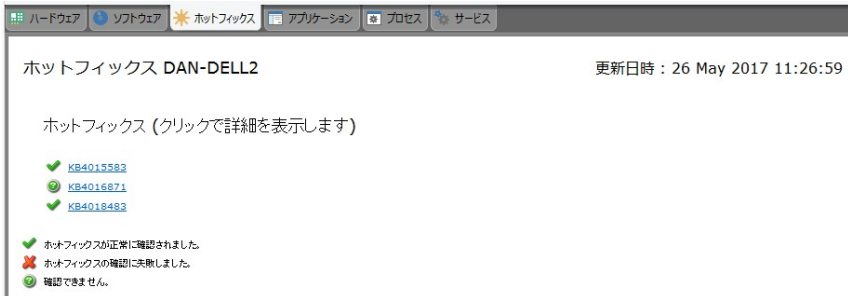 ハードウェア ソフトウェア ホットフィックス アプリケーション プロセス サービス
ホットフィックス DAN-DELL2 更新日時 : 26 May 2017 11:26:59
ホットフィックス (クリックで詳細を表示します)
KB4015583
KB4016871
KB4018483
ホットフィックスが正常に確認されました。
ホットフィックスの確認に失敗しました。
確認できません。